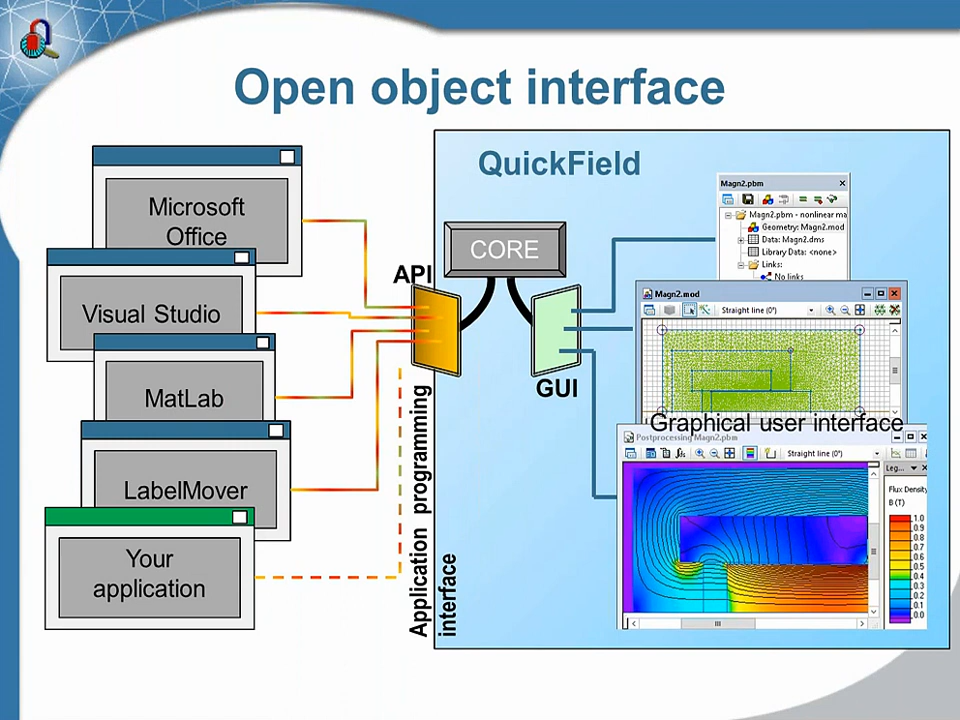 Open object interface
QuickField
Microsoft
Office
Visual Studio
MatLab
LabelMover
Your
application
API
Application programming
interface
CORE
GUI
Magn2.pbm
Magn2.pbm - nonlinear ma
Geometry: Magn2.mod
Data: Magn2.dms
Library Data: <none>
Links:
No links
Magn2.mod
Straight line (0°)
Graphical user interface
Postprocessing Magn2.pbm
Straight line (0°)
Leg...
Flux Density
B (T)
1.0
0.9
0.8
0.7
0.6
0.5
0.4
0.3
0.2
0.1
0.0